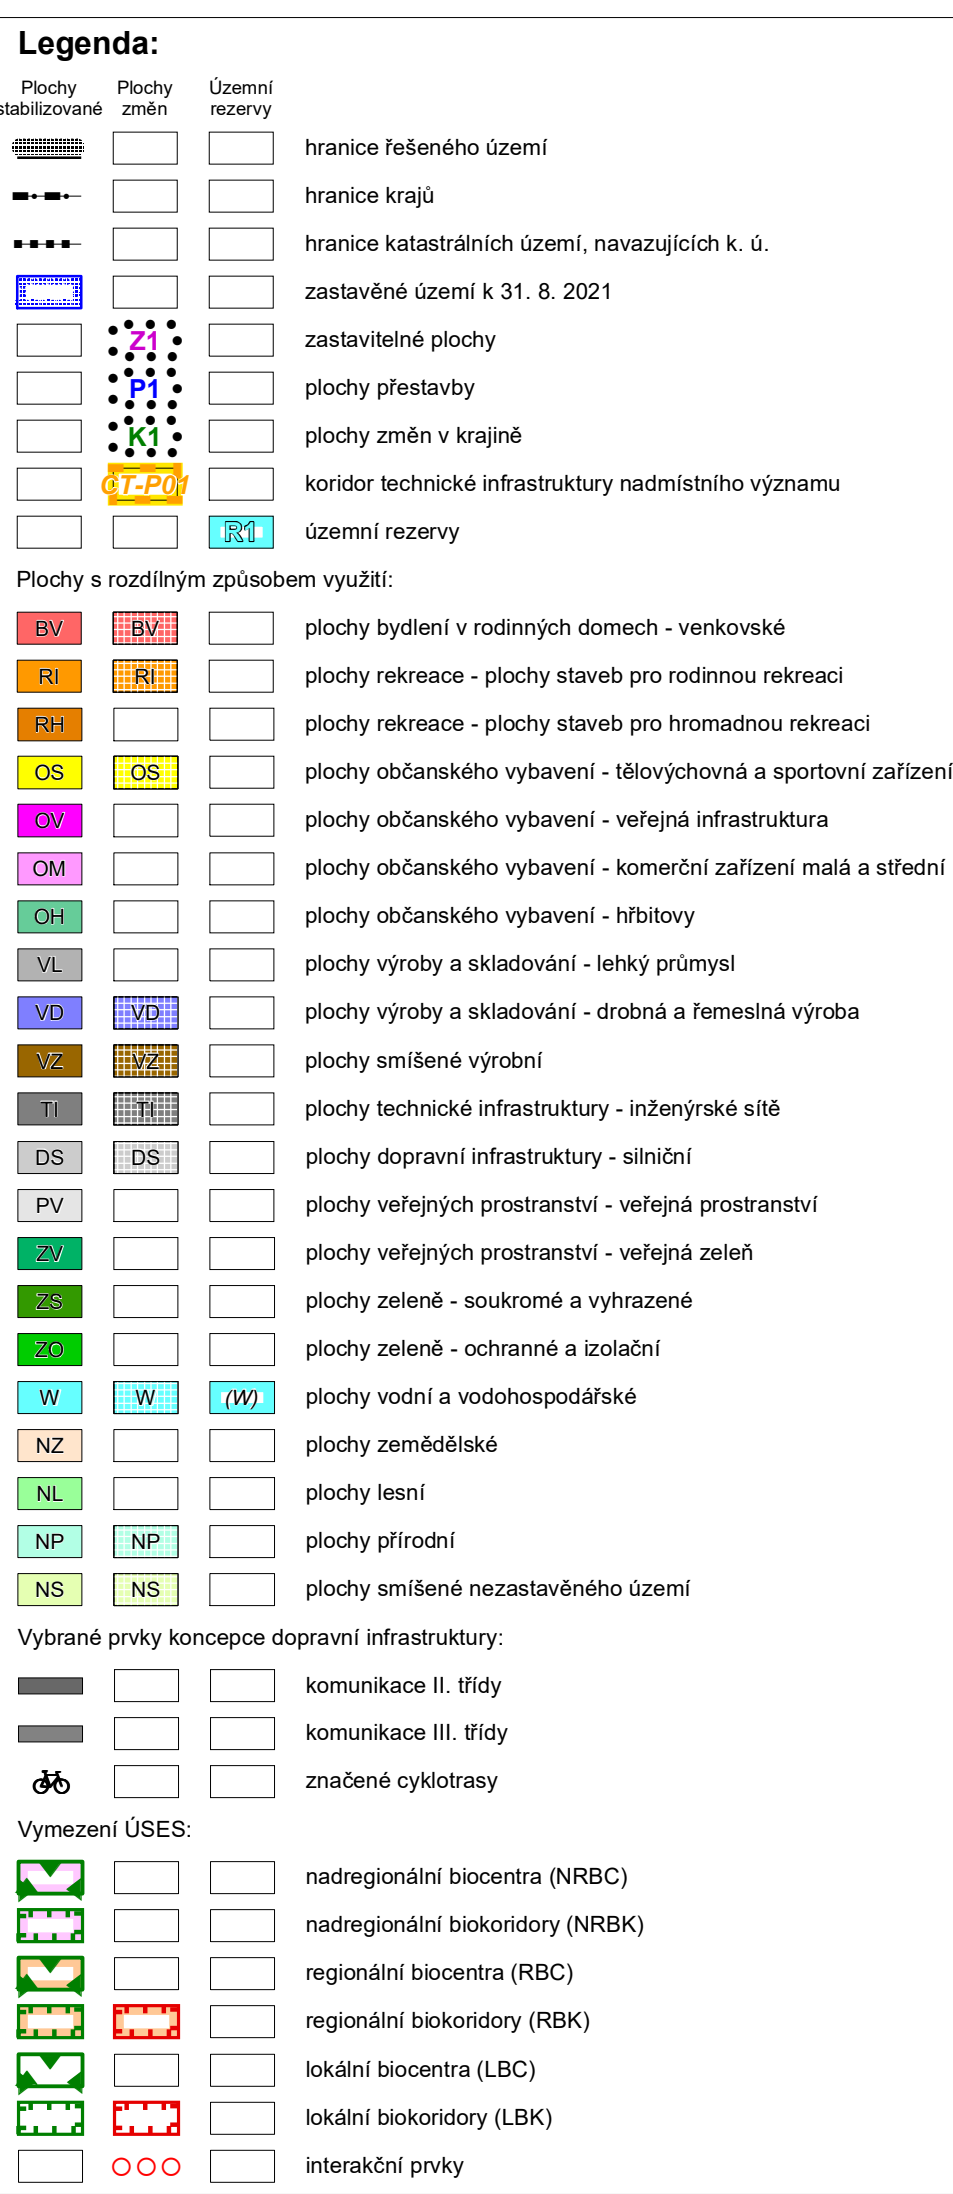 Legenda:
Plochy Plochy Územní
stabilizované změn rezervy
hranice řešeného území
hranice krajů
hranice katastrálních území, navazujících k. ú.
zastavěné území k 31. 8. 2021
Z1 zastavitelné plochy
P1 plochy přestavby
K1 plochy změn v krajině
CT-P01 koridor technické infrastruktury nadmístního významu
R1 územní rezervy
Plochy s rozdílným způsobem využití:
BV BV plochy bydlení v rodinných domech - venkovské
RI RI plochy rekreace - plochy staveb pro rodinnou rekreaci
RH plochy rekreace - plochy staveb pro hromadnou rekreaci
OS OS plochy občanského vybavení - tělovýchovná a sportovní zařízení
OV plochy občanského vybavení - veřejná infrastruktura
OM plochy občanského vybavení - komerční zařízení malá a střední
OH plochy občanského vybavení - hřbitovy
VL plochy výroby a skladování - lehký průmysl
VD VD plochy výroby a skladování - drobná a řemeslná výroba
VZ VZ plochy smíšené výrobní
TI TI plochy technické infrastruktury - inženýrské sítě
DS DS plochy dopravní infrastruktury - silniční
PV plochy veřejných prostranství - veřejná prostranství
ZV plochy veřejných prostranství - veřejná zeleň
ZS plochy zeleně - soukromé a vyhrazené
ZO plochy zeleně - ochranné a izolační
W W (W) plochy vodní a vodohospodářské
NZ plochy zemědělské
NL plochy lesní
NP NP plochy přírodní
NS NS plochy smíšené nezastavěného území
Vybrané prvky koncepce dopravní infrastruktury:
komunikace II. třídy
komunikace III. třídy
značené cyklotrasy
Vymezení ÚSES:
nadregionální biocentra (NRBC)
nadregionální biokoridory (NRBK)
regionální biocentra (RBC)
regionální biokoridory (RBK)
lokální biocentra (LBC)
lokální biokoridory (LBK)
interakční prvky